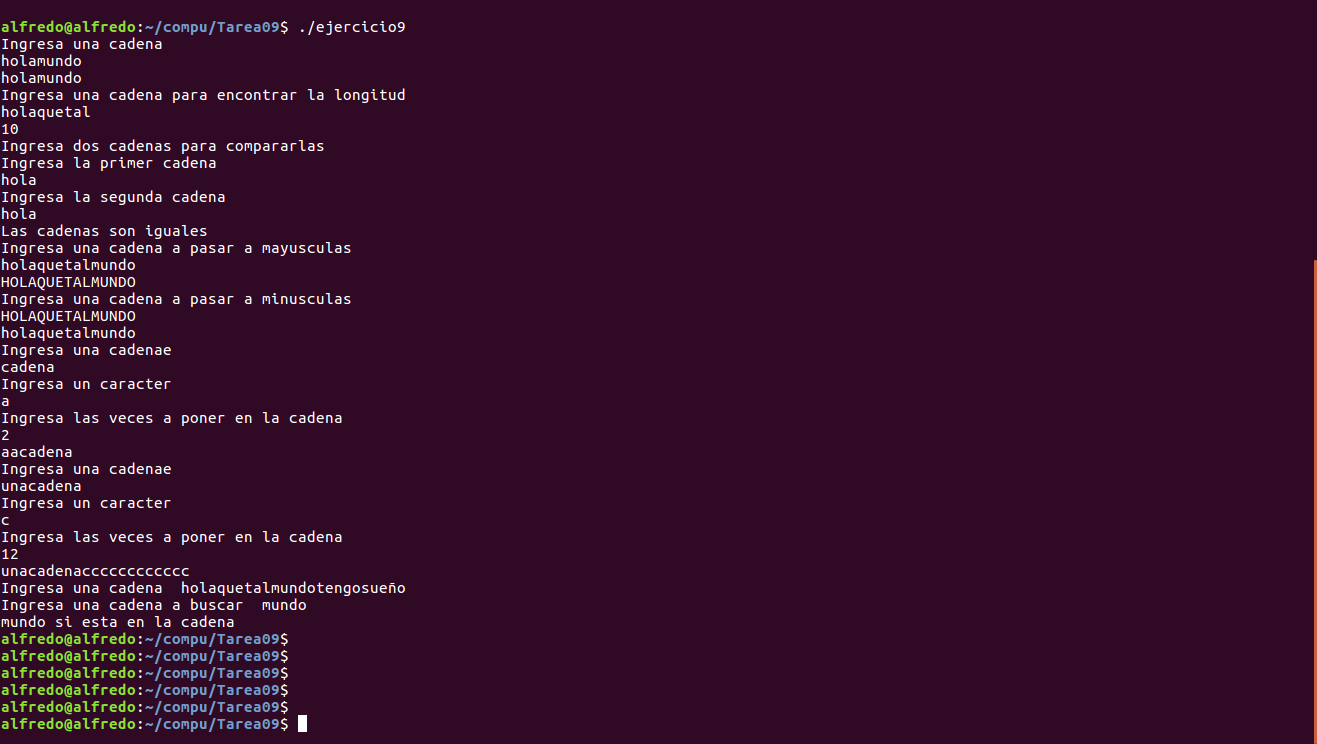 alfredo@alfredo:~/compu/Tarea09$ ./ejercicio9
Ingresa una cadena
holamundo
holamundo
Ingresa una cadena para encontrar la longitud
holaquetal
10
Ingresa dos cadenas para compararlas
Ingresa la primer cadena
hola
Ingresa la segunda cadena
hola
Las cadenas son iguales
Ingresa una cadena a pasar a mayusculas
holaquetalmundo
HOLAQUETALMUNDO
Ingresa una cadena a pasar a minusculas
HOLAQUETALMUNDO
holaquetalmundo
Ingresa una cadenae
cadena
Ingresa un caracter
a
Ingresa las veces a poner en la cadena
2
aacadena
Ingresa una cadenae
unacadena
Ingresa un caracter
c
Ingresa las veces a poner en la cadena
12
unacadenacccccccccccc
Ingresa una cadena  holaquetalmundotengosueño
Ingresa una cadena a buscar  mundo
mundo si esta en la cadena
alfredo@alfredo:~/compu/Tarea09$
alfredo@alfredo:~/compu/Tarea09$
alfredo@alfredo:~/compu/Tarea09$
alfredo@alfredo:~/compu/Tarea09$
alfredo@alfredo:~/compu/Tarea09$
alfredo@alfredo:~/compu/Tarea09$